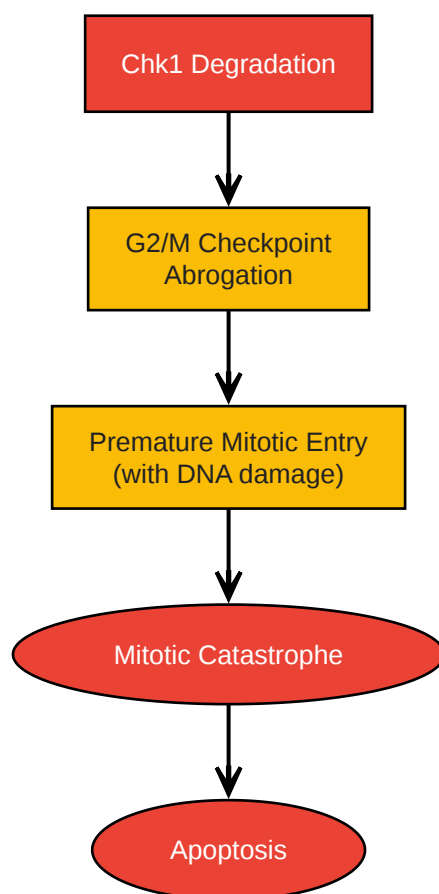 Chk1 Degradation
G2/M Checkpoint
Abrogation
Premature Mitotic Entry
(with DNA damage)
Mitotic Catastrophe
Apoptosis